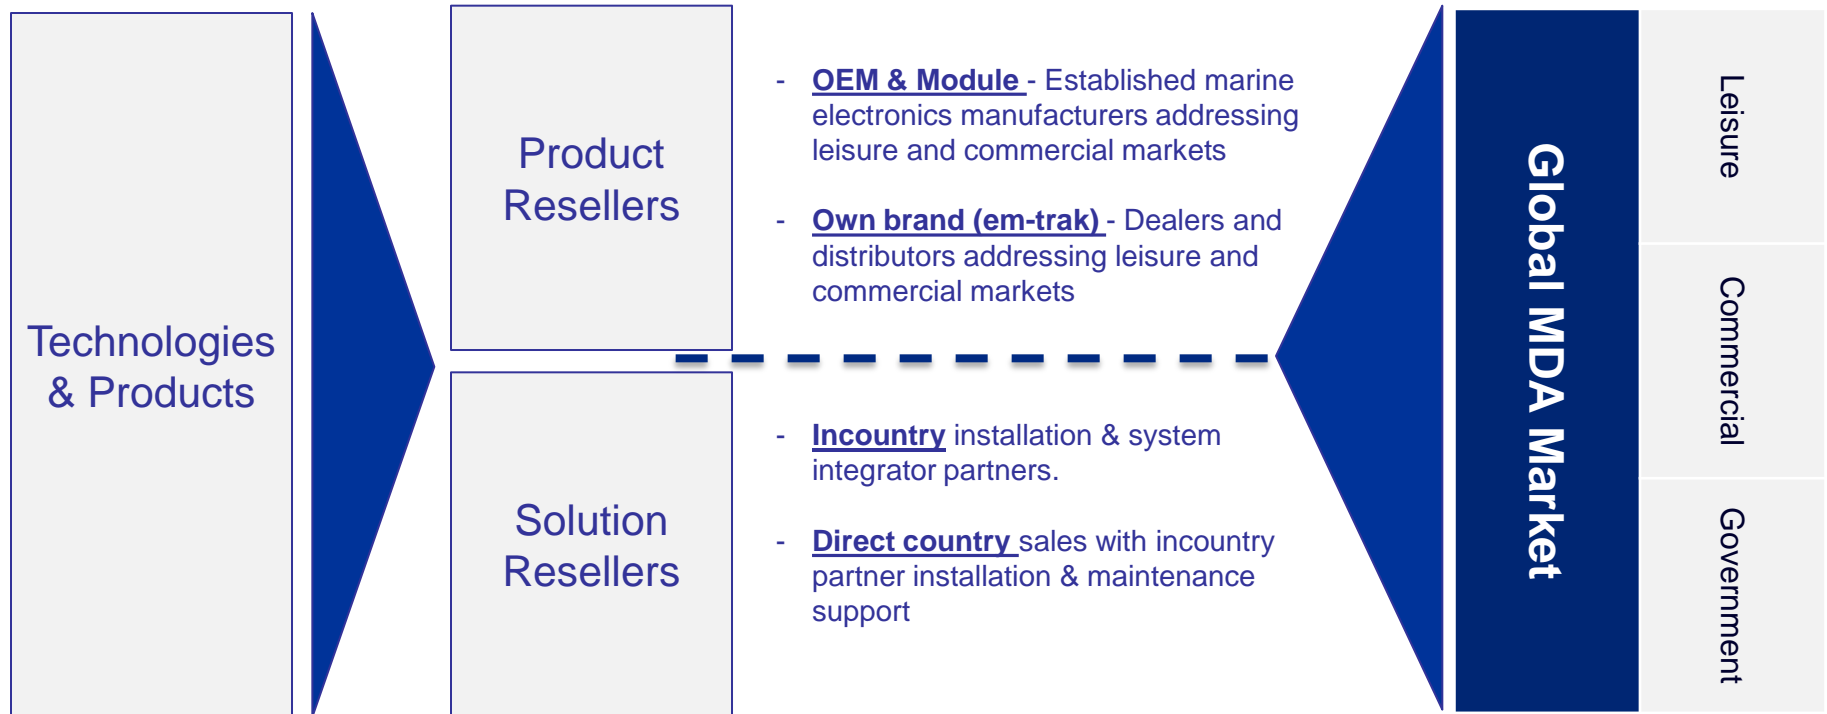 Technologies
& Products
Product
Resellers
- OEM & Module - Established marine
electronics manufacturers addressing
leisure and commercial markets
- Own brand (em-trak) - Dealers and
distributors addressing leisure and
commercial markets
Solution
Resellers
- Incountry installation & system
integrator partners.
- Direct country sales with incountry
partner installation & maintenance
support
Global MDA Market
Leisure
Commercial
Government